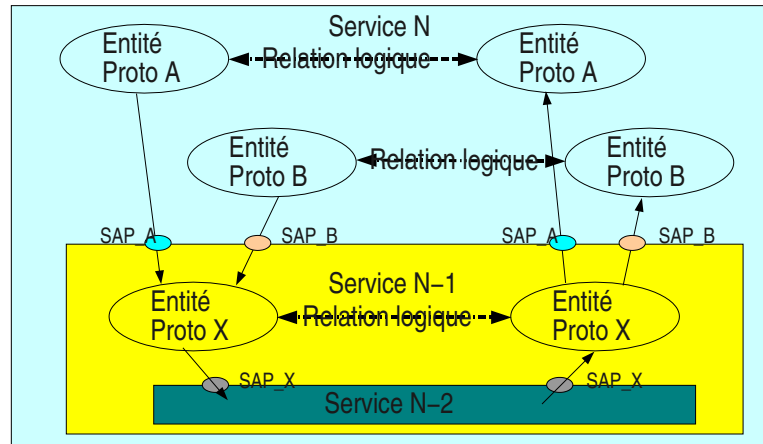 Service N
Entité
Proto A
Relation logique
Entité
Proto A
Entité
Proto B
Relation logique
Entité
Proto B
SAP_A
SAP_B
SAP_A
SAP_B
Service N-1
Entité
Proto X
Relation logique
Entité
Proto X
SAP_X
SAP_X
Service N-2